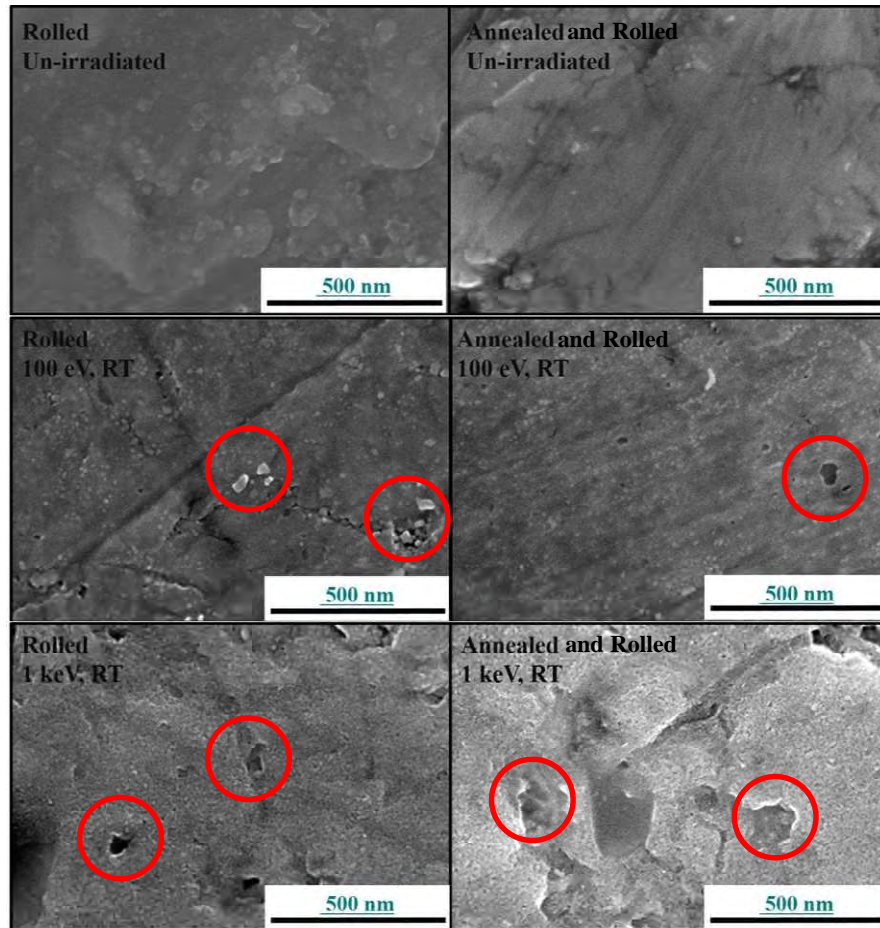 Rolled
Un-irradiated
500 nm
Annealed and Rolled
Un-irradiated
500 nm
Rolled
100 eV, RT
500 nm
Annealed and Rolled
100 eV, RT
500 nm
Rolled
1 keV, RT
500 nm
Annealed and Rolled
1 keV, RT
500 nm